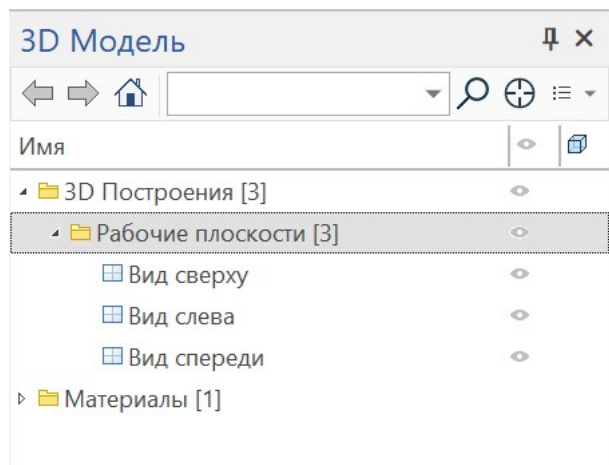 3D Модель
Имя
3D Построения [3]
Рабочие плоскости [3]
Вид сверху
Вид слева
Вид спереди
Материалы [1]